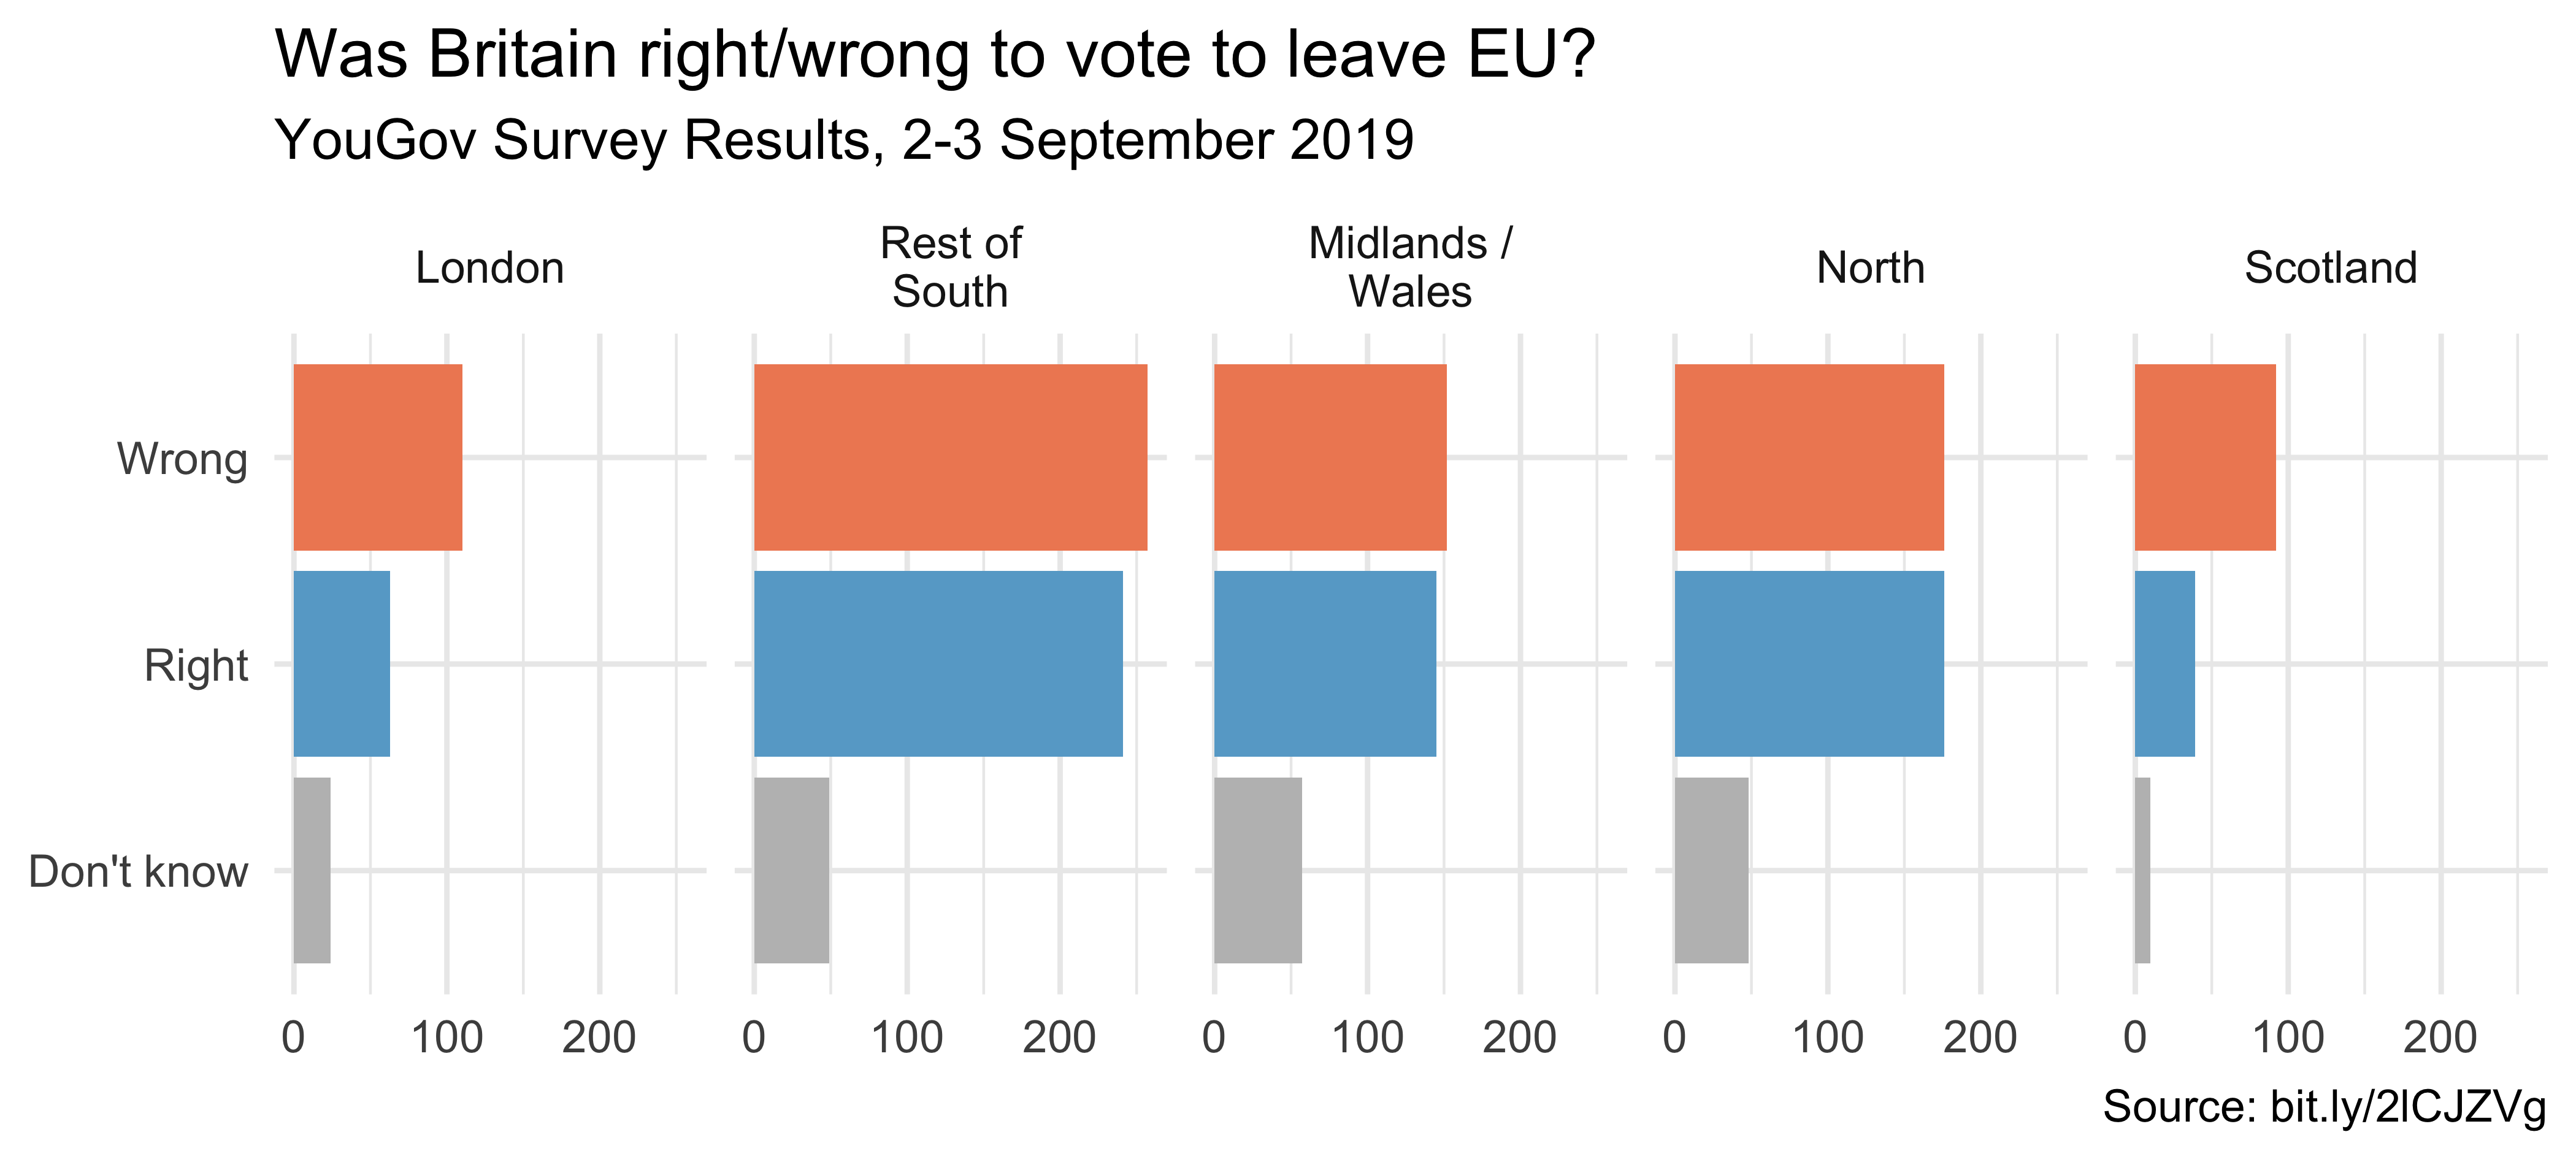 Was Britain right/wrong to vote to leave EU?
YouGov Survey Results, 2-3 September 2019
London
Rest of
South
Midlands /
Wales
North
Scotland
Wrong
Right
Don't know
0 100 200 0 100 200 0 100 200 0 100 200 0 100 200
Source: bit.ly/2lCJZVg